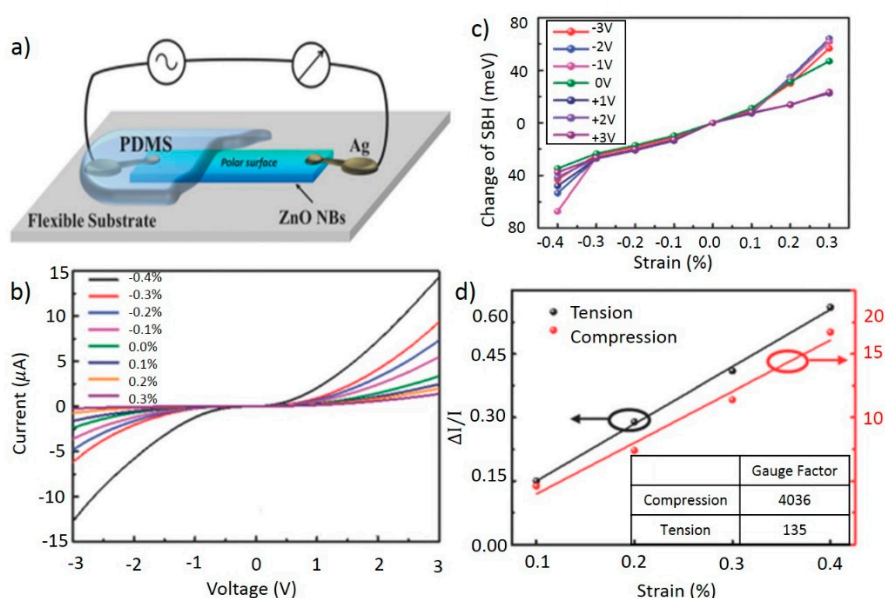 a)
PDMS
Ag
Polar surface
Flexible Substrate
ZnO NBs
b)
Current (μA)
15
10
5
0
-5
-10
-15
-0.4%
-0.3%
-0.2%
-0.1%
0.0%
0.1%
0.2%
0.3%
-3 -2 -1 0 1 2 3
Voltage (V)
c)
Change of SBH (meV)
80
40
0
40
80
-3V
-2V
-1V
0V
+1V
+2V
+3V
-0.4 -0.3 -0.2 -0.1 0.0 0.1 0.2 0.3
Strain (%)
d)
ΔI/I
0.60
0.45
0.30
0.15
0.00
Tension
Compression
20
15
10
Gauge Factor
Compression 4036
Tension 135
0.1 0.2 0.3 0.4
Strain (%)